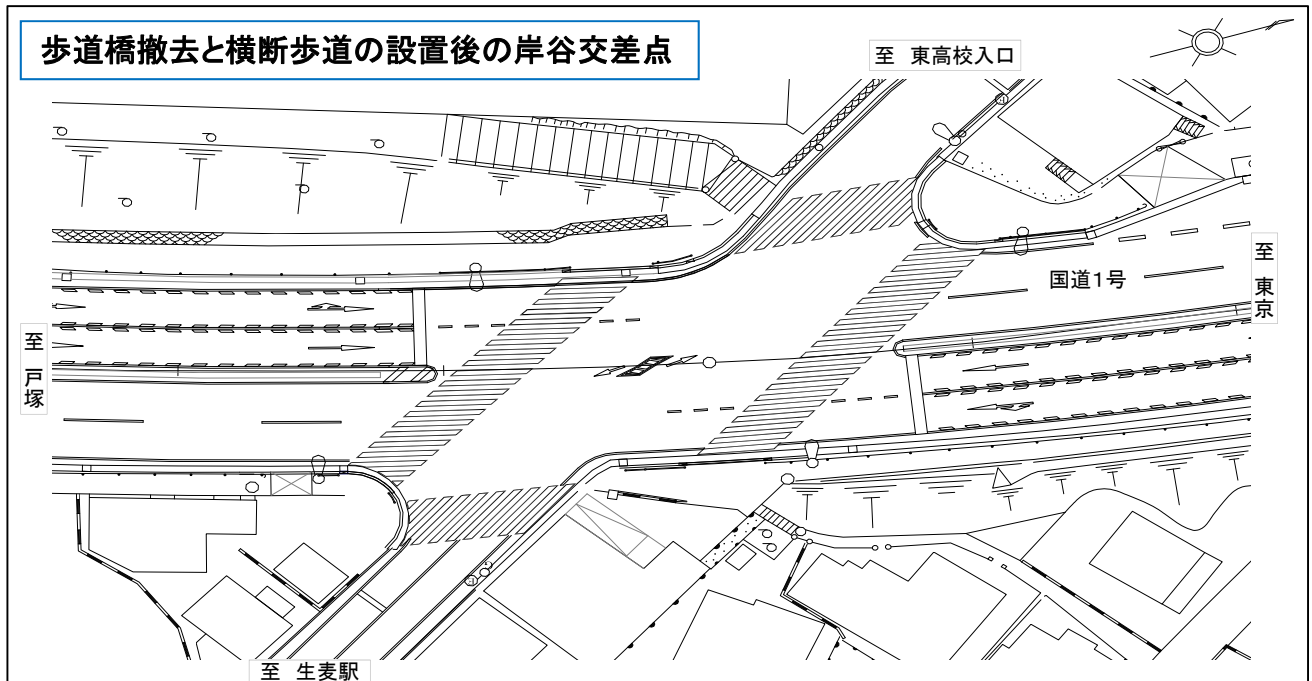 歩道橋撤去と横断歩道の設置後の岸谷交差点
至 東高校入口
国道1号
至 東京
至 戸塚
至 生麦駅